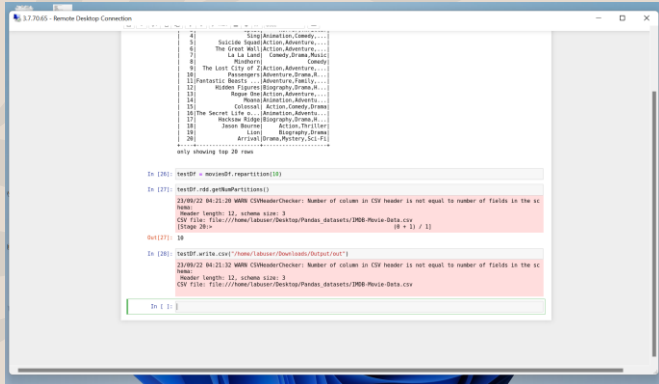 3.7.70:65 - Remote Desktop Connection
4| Sing|Animation,Comedy,...|
5| Suicide Squad|Action,Adventure,...|
6| The Great Wall|Action,Adventure,...|
7| La La Land| Comedy,Drama,Music|
8| Mindhorn| Comedy|
9| The Lost City of Z|Action,Adventure,...|
10| Passengers|Adventure,Drama,R...|
11|Fantastic Beasts ...|Adventure,Family,...|
12| Hidden Figures|Biography,Drama,H...|
13| Rogue One|Action,Adventure,...|
14| Moana|Animation,Adventu...|
15| Colossal| Action,Comedy,Drama|
16|The Secret Life o...|Animation,Adventu...|
17| Hacksaw Ridge|Biography,Drama,H...|
18| Jason Bourne| Action,Thriller|
19| Lion| Biography,Drama|
20| Arrival|Drama,Mystery,Sci-Fi|
only showing top 20 rows
In [26]: testDf = moviesDf.repartition(10)
In [27]: testDf.rdd.getNumPartitions()
23/09/22 04:21:20 WARN CSVHeaderChecker: Number of column in CSV header is not equal to number of fields in the sc
hema:
Header length: 12, schema size: 3
CSV file: file:///home/labuser/Desktop/Pandas_datasets/IMDB-Movie-Data.csv
[Stage 20:> (0 + 1) / 1]
Out[27]: 10
In [28]: testDf.write.csv("/home/labuser/Downloads/Output/out")
23/09/22 04:21:32 WARN CSVHeaderChecker: Number of column in CSV header is not equal to number of fields in the sc
hema:
Header length: 12, schema size: 3
CSV file: file:///home/labuser/Desktop/Pandas_datasets/IMDB-Movie-Data.csv
In [ ]: